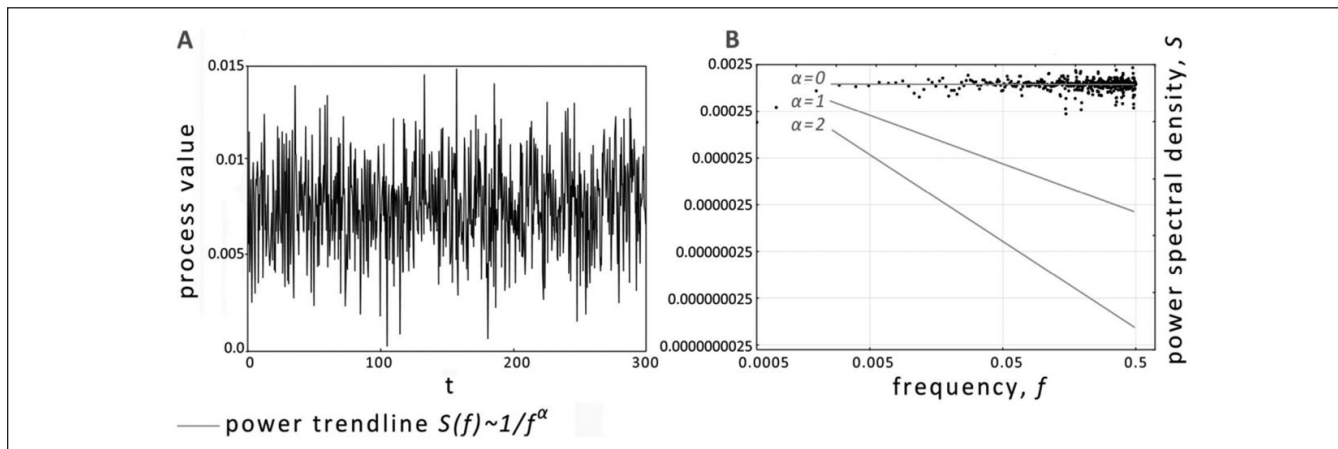 A
process value
0.015
0.010
0.005
0.0
0
100
200
300
t
power trendline S(f)~1/f^α
B
power spectral density, S
0.0025
0.00025
0.000025
0.0000025
0.00000025
0.000000025
0.0000000025
α=0
α=1
α=2
0.0005
0.005
0.05
0.5
frequency, f